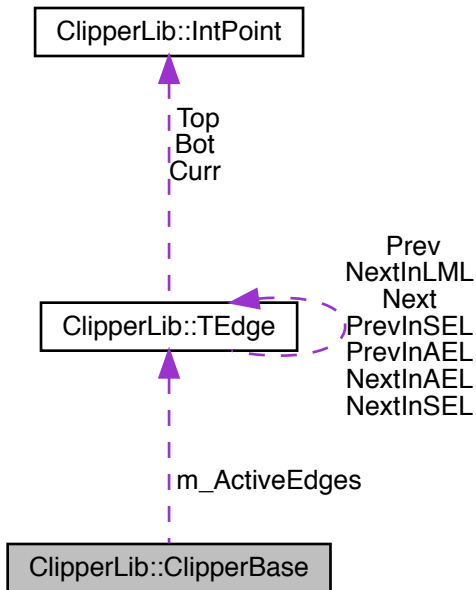 ClipperLib::IntPoint
Top
Bot
Curr
Prev
NextInLML
Next
PrevInSEL
PrevInAEL
NextInAEL
NextInSEL
ClipperLib::TEdge
m_ActiveEdges
ClipperLib::ClipperBase